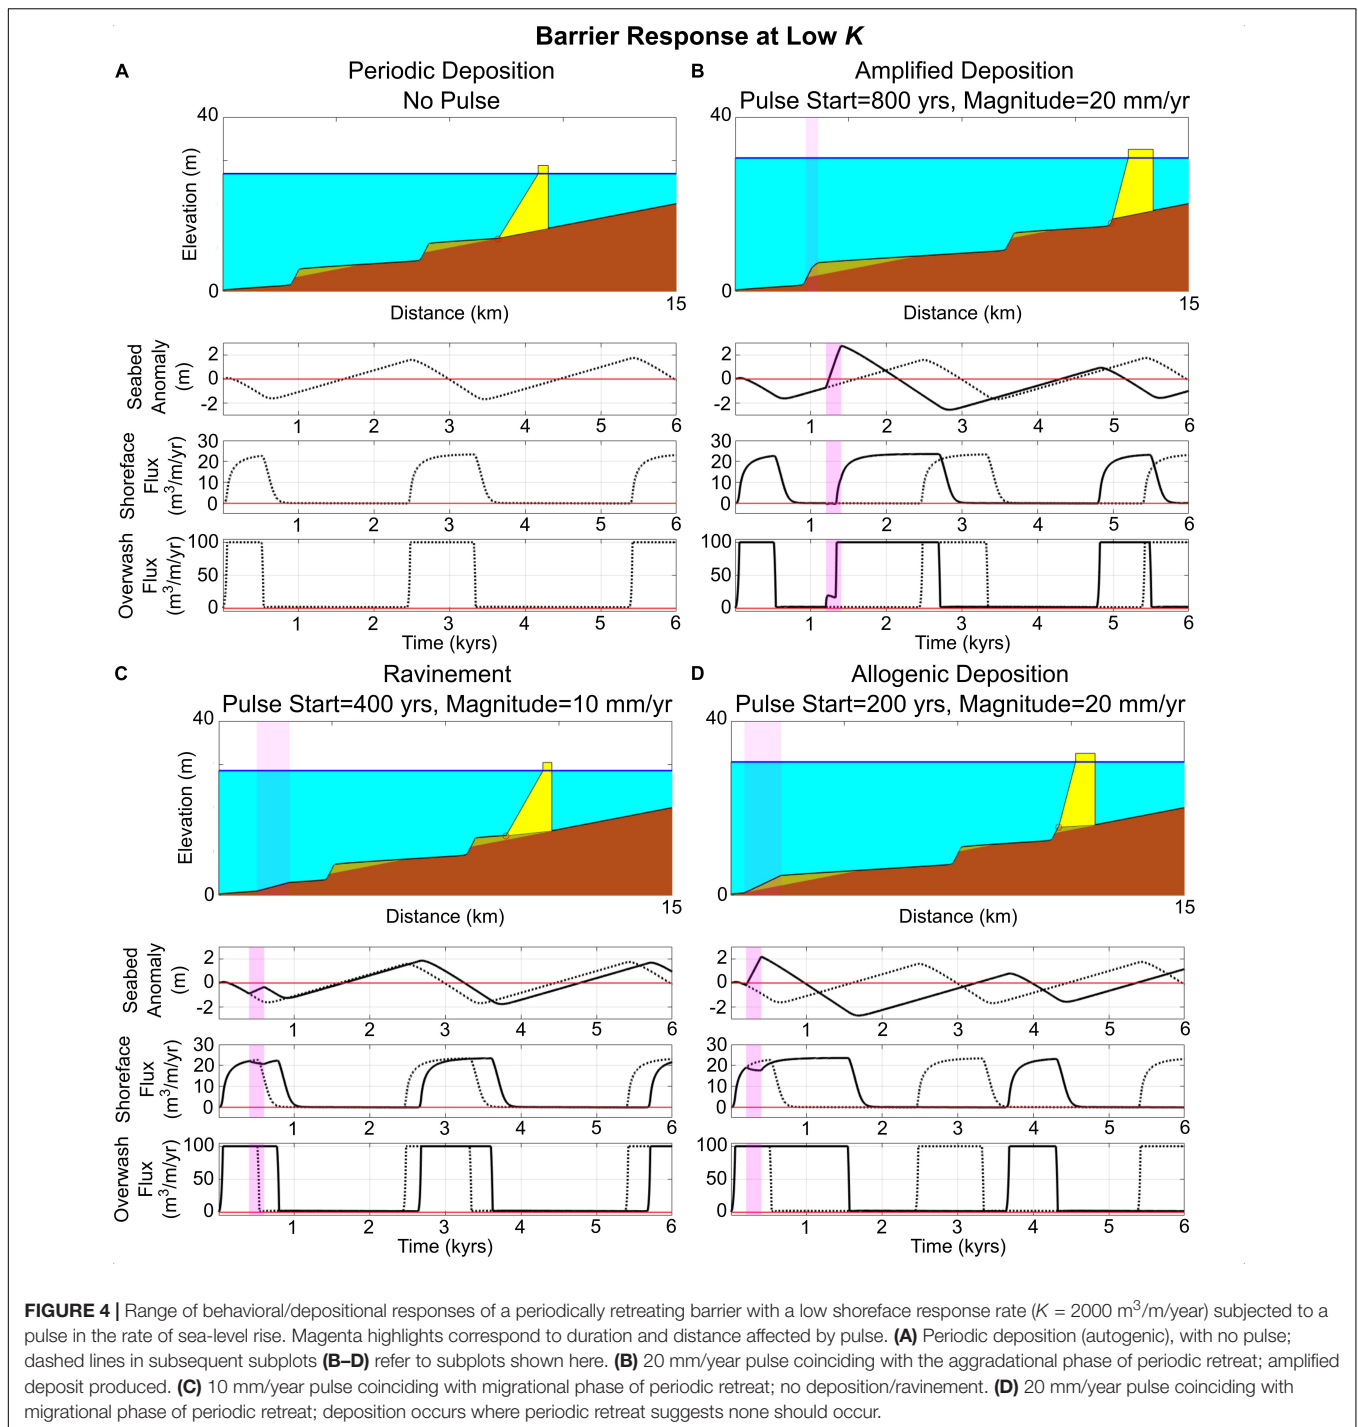 Barrier Response at Low K
A
Periodic Deposition
No Pulse
40
Elevation (m)
0
15
Distance (km)
Seabed
Anomaly
(m)
2
0
-2
1 2 3 4 5 6
Shoreface
Flux
(m³/m/yr)
30
20
10
0
1 2 3 4 5 6
Overwash
Flux
(m³/m/yr)
100
50
0
1 2 3 4 5 6
Time (kyrs)
B
Amplified Deposition
Pulse Start=800 yrs, Magnitude=20 mm/yr
40
0
15
Distance (km)
2
0
-2
1 2 3 4 5 6
30
20
10
0
1 2 3 4 5 6
100
50
0
1 2 3 4 5 6
Time (kyrs)
C
Ravinement
Pulse Start=400 yrs, Magnitude=10 mm/yr
40
Elevation (m)
0
15
Distance (km)
Seabed
Anomaly
(m)
2
0
-2
1 2 3 4 5 6
Shoreface
Flux
(m³/m/yr)
30
20
10
0
1 2 3 4 5 6
Overwash
Flux
(m³/m/yr)
100
50
0
1 2 3 4 5 6
Time (kyrs)
D
Allogenic Deposition
Pulse Start=200 yrs, Magnitude=20 mm/yr
40
0
15
Distance (km)
2
0
-2
1 2 3 4 5 6
30
20
10
0
1 2 3 4 5 6
100
50
0
1 2 3 4 5 6
Time (kyrs)
FIGURE 4 | Range of behavioral/depositional responses of a periodically retreating barrier with a low shoreface response rate (K = 2000 m³/m/year) subjected to a
pulse in the rate of sea-level rise. Magenta highlights correspond to duration and distance affected by pulse. (A) Periodic deposition (autogenic), with no pulse;
dashed lines in subsequent subplots (B–D) refer to subplots shown here. (B) 20 mm/year pulse coinciding with the aggradational phase of periodic retreat; amplified
deposit produced. (C) 10 mm/year pulse coinciding with migrational phase of periodic retreat; no deposition/ravinement. (D) 20 mm/year pulse coinciding with
migrational phase of periodic retreat; deposition occurs where periodic retreat suggests none should occur.